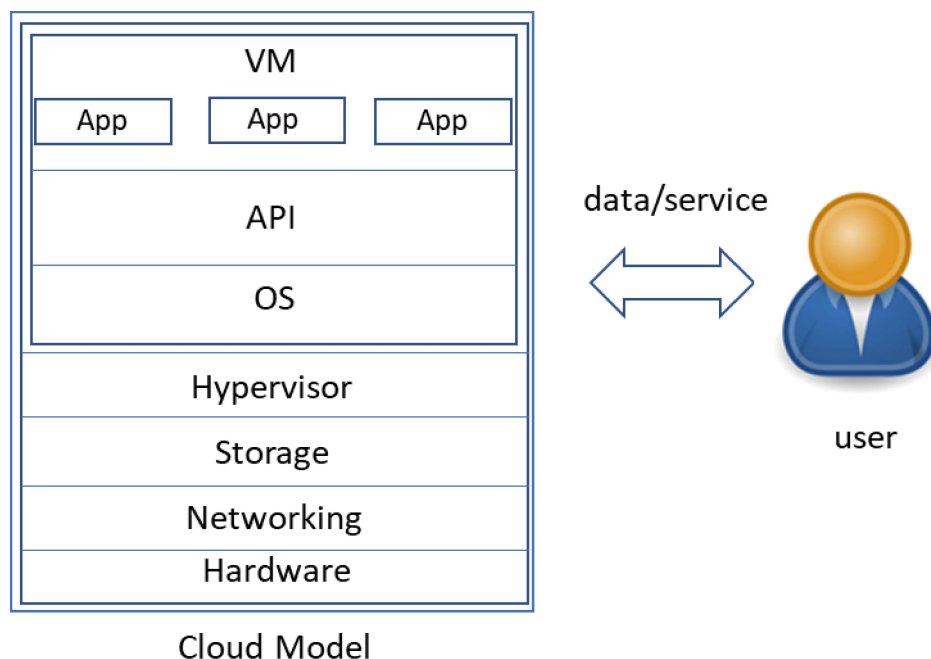 VM
App
App
App
API
OS
Hypervisor
Storage
Networking
Hardware
Cloud Model
data/service
user